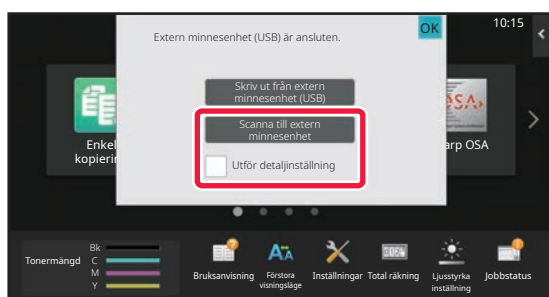 10:15
Extern minnesenhet (USB) är ansluten.
OK
Skriv ut från extern
minnesenhet (USB)
Scanna till extern
minnesenhet
Utför detaljinställning
Enkel
kopierin
arp OSA
Tonermängd
Bk
C
M
Y
Bruksanvisning
Förstora
visningsläge
Inställningar
Total räkning
Ljusstyrka
inställning
Jobbstatus